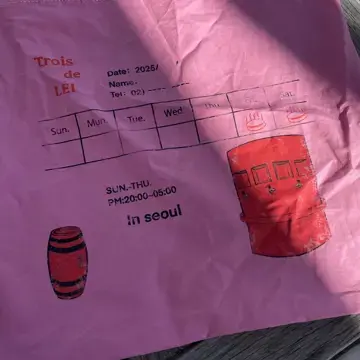 Trois
de
LEI
Date: 2025/
Name.
Tel: 02)
Sun. Mun. Tue. Wed. Thu.
SUN.-THU.
PM:20:00-05:00
In seoul